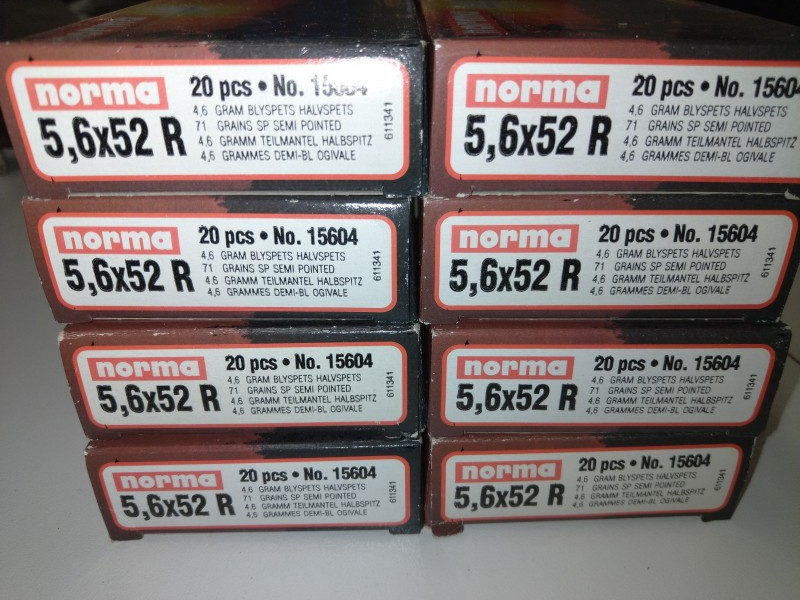 norma
20 pcs • No. 15604
5,6x52 R
4,6 GRAM BLYSPETS HALVSPETS
71 GRAINS SP SEMI POINTED
4,6 GRAMM TEILMANTEL HALBSPITZ
4,6 GRAMMES DEMI-BL OGIVALE
611341
norma
20 pcs • No. 15604
5,6x52 R
4,6 GRAM BLYSPETS HALVSPETS
71 GRAINS SP SEMI POINTED
4,6 GRAMM TEILMANTEL HALBSPITZ
4,6 GRAMMES DEMI-BL OGIVALE
norma
20 pcs • No. 15604
5,6x52 R
4,6 GRAM BLYSPETS HALVSPETS
71 GRAINS SP SEMI POINTED
4,6 GRAMM TEILMANTEL HALBSPITZ
4,6 GRAMMES DEMI-BL OGIVALE
611341
norma
20 pcs • No. 15604
5,6x52 R
4,6 GRAM BLYSPETS HALVSPETS
71 GRAINS SP SEMI POINTED
4,6 GRAMM TEILMANTEL HALBSPITZ
4,6 GRAMMES DEMI-BL OGIVALE
611341
norma
20 pcs • No. 15604
5,6x52 R
4,6 GRAM BLYSPETS HALVSPETS
71 GRAINS SP SEMI POINTED
4,6 GRAMM TEILMANTEL HALBSPITZ
4,6 GRAMMES DEMI-BL OGIVALE
611341
norma
20 pcs • No. 15604
5,6x52 R
4,6 GRAM BLYSPETS HALVSPETS
71 GRAINS SP SEMI POINTED
4,6 GRAMM TEILMANTEL HALBSPITZ
4,6 GRAMMES DEMI-BL OGIVALE
611341
norma
20 pcs • No. 15604
5,6x52 R
4,6 GRAM BLYSPETS HALVSPETS
71 GRAINS SP SEMI POINTED
4,6 GRAMM TEILMANTEL HALBSPITZ
4,6 GRAMMES DEMI-BL OGIVALE
611341
norma
20 pcs • No. 15604
5,6x52 R
4,6 GRAM BLYSPETS HALVSPETS
71 GRAINS SP SEMI POINTED
4,6 GRAMM TEILMANTEL HALBSPITZ
4,6 GRAMMES DEMI-BL OGIVALE
611341